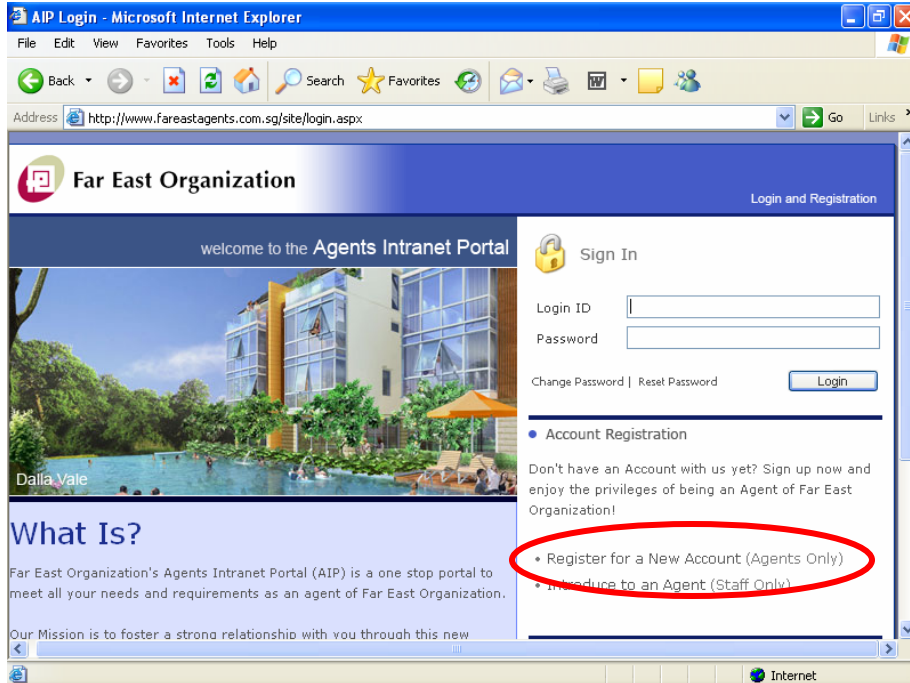 AIP Login - Microsoft Internet Explorer
File Edit View Favorites Tools Help
Back Search Favorites
Address http://www.fareastagents.com.sg/site/login.aspx Go Links
Far East Organization
Login and Registration
welcome to the Agents Intranet Portal
Dalla Vale
What Is?
Far East Organization's Agents Intranet Portal (AIP) is a one stop portal to
meet all your needs and requirements as an agent of Far East Organization.
Our Mission is to foster a strong relationship with you through this new
Sign In
Login ID
Password
Change Password | Reset Password Login
Account Registration
Don't have an Account with us yet? Sign up now and
enjoy the privileges of being an Agent of Far East
Organization!
• Register for a New Account (Agents Only)
• Introduce to an Agent (Staff Only)
Internet